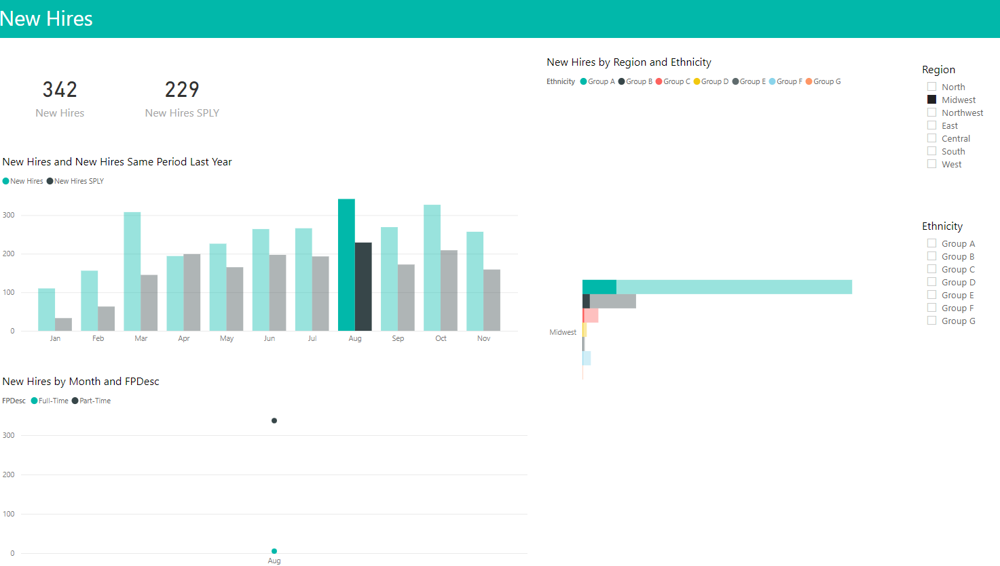 New Hires
342
New Hires
229
New Hires SPLY
New Hires and New Hires Same Period Last Year
New Hires New Hires SPLY
300
200
100
0
Jan Feb Mar Apr May Jun Jul Aug Sep Oct Nov
New Hires by Month and FPDesc
FPDesc Full-Time Part-Time
300
200
100
0
Aug
New Hires by Region and Ethnicity
Ethnicity Group A Group B Group C Group D Group E Group F Group G
Midwest
Region
North
Midwest
Northwest
East
Central
South
West
Ethnicity
Group A
Group B
Group C
Group D
Group E
Group F
Group G